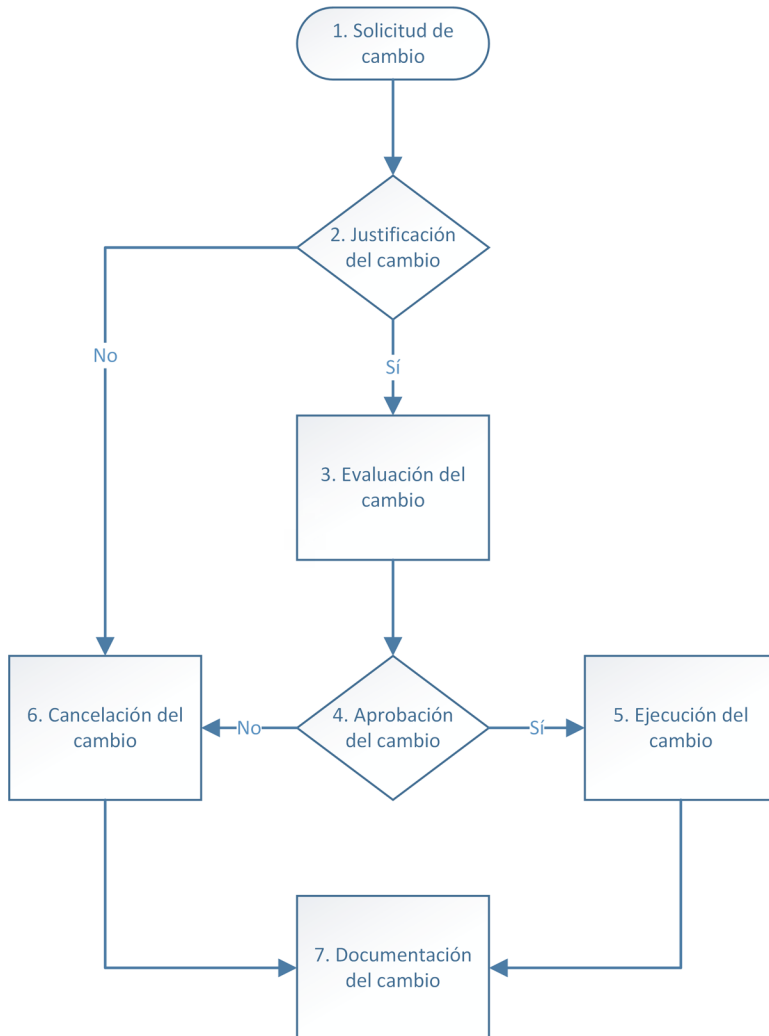 1. Solicitud de
cambio
2. Justificación
del cambio
No
Sí
3. Evaluación del
cambio
6. Cancelación del
cambio
No
4. Aprobación
del cambio
Sí
5. Ejecución del
cambio
7. Documentación
del cambio